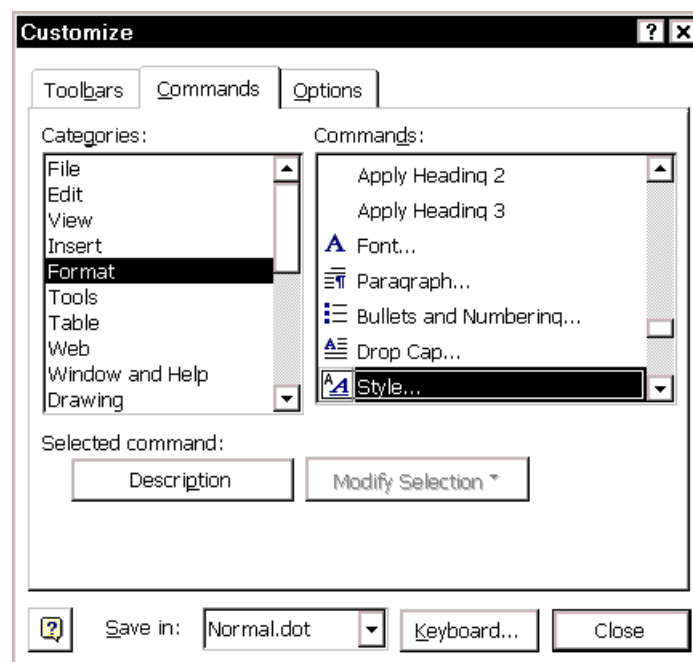 Customize
Toolbars Commands Options
Categories:
File
Edit
View
Insert
Format
Tools
Table
Web
Window and Help
Drawing
Commands:
Apply Heading 2
Apply Heading 3
Font...
Paragraph...
Bullets and Numbering...
Drop Cap...
Style...
Selected command:
Description Modify Selection
Save in: Normal.dot Keyboard... Close